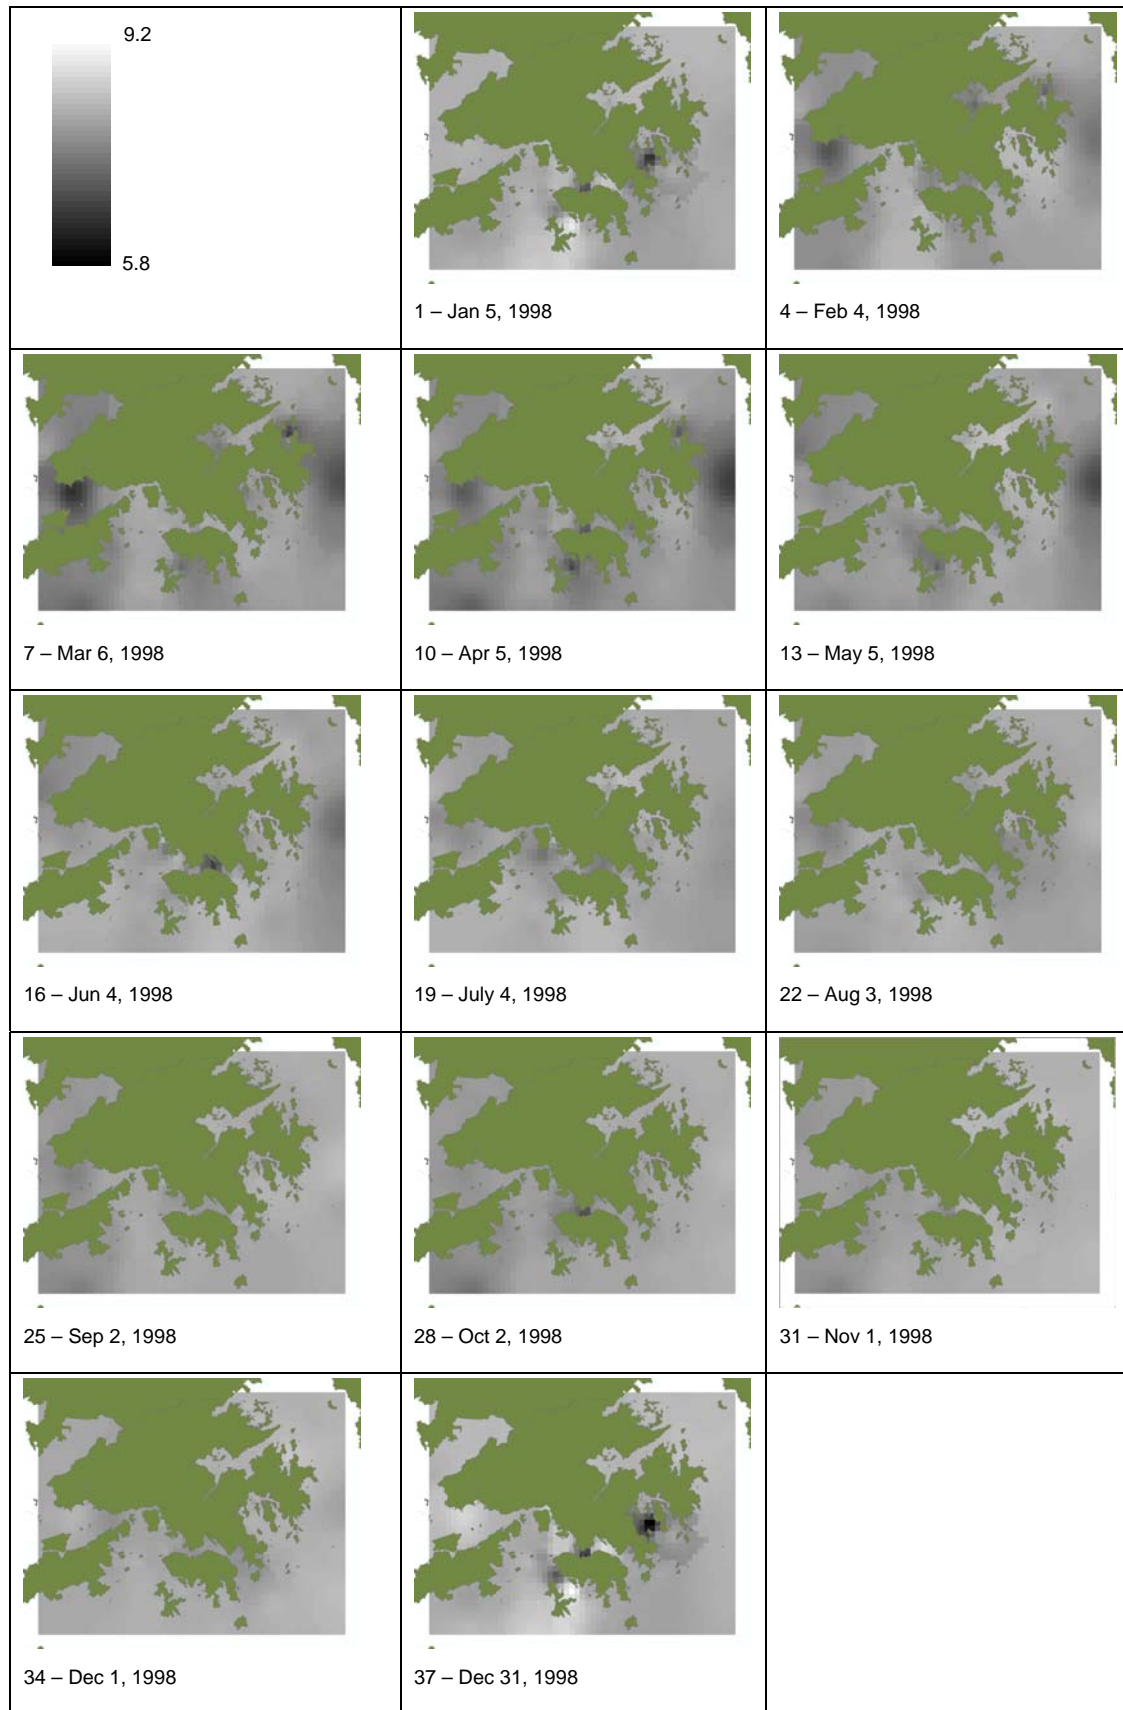 9.2
5.8
1 – Jan 5, 1998
4 – Feb 4, 1998
7 – Mar 6, 1998
10 – Apr 5, 1998
13 – May 5, 1998
16 – Jun 4, 1998
19 – July 4, 1998
22 – Aug 3, 1998
25 – Sep 2, 1998
28 – Oct 2, 1998
31 – Nov 1, 1998
34 – Dec 1, 1998
37 – Dec 31, 1998